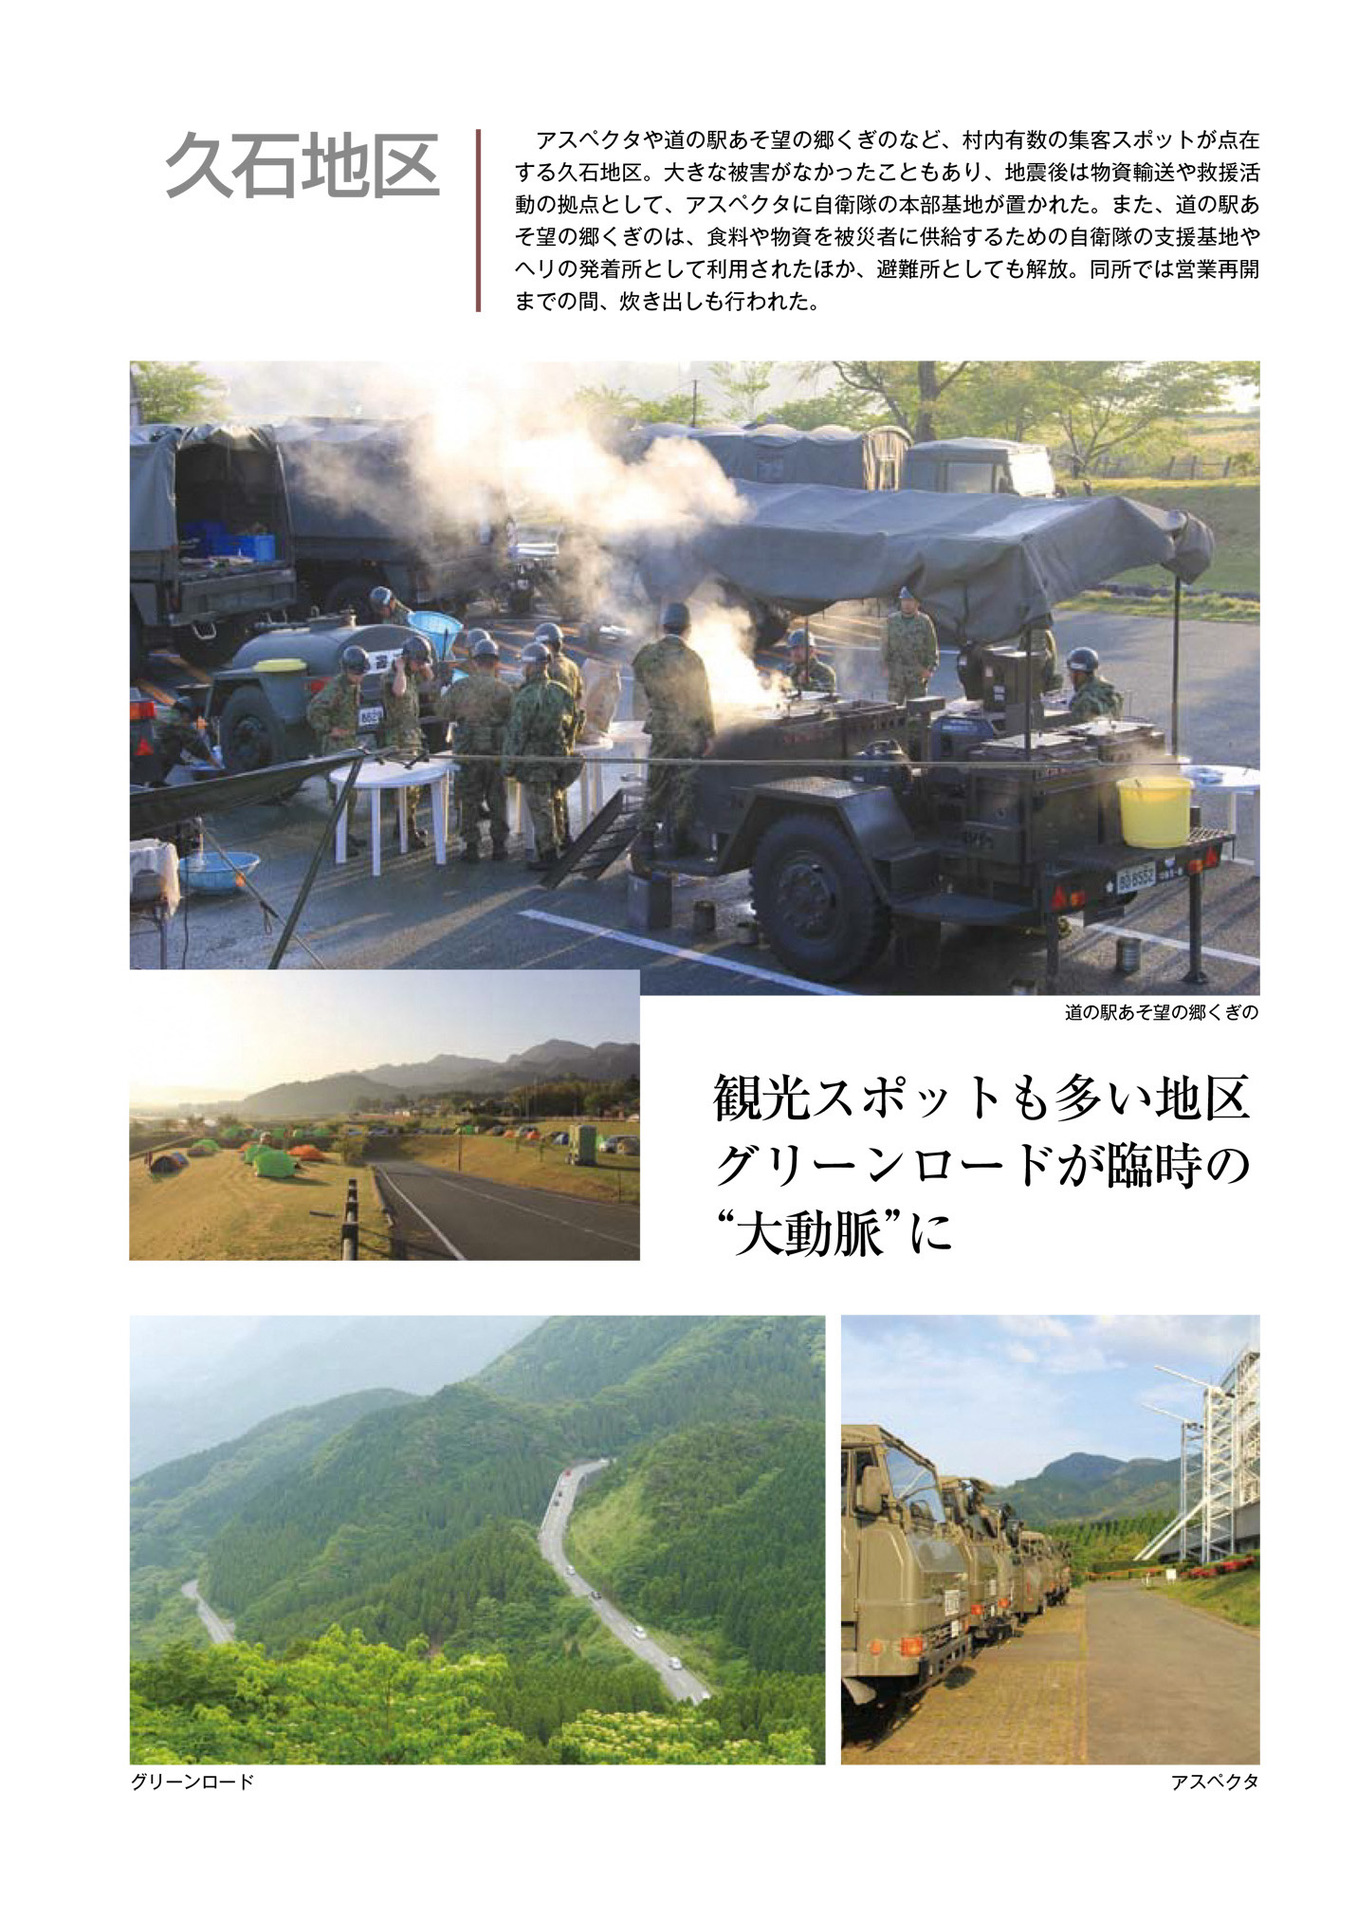 久石地区
アスペクタや道の駅あそ望の郷くぎのなど、村内有数の集客スポットが点在
する久石地区。大きな被害がなかったこともあり、地震後は物資輸送や救援活
動の拠点として、アスペクタに自衛隊の本部基地が置かれた。また、道の駅あ
そ望の郷くぎのは、食料や物資を被災者に供給するための自衛隊の支援基地や
ヘリの発着所として利用されたほか、避難所としても解放。同所では営業再開
までの間、炊き出しも行われた。
道の駅あそ望の郷くぎの
観光スポットも多い地区
グリーンロードが臨時の
“大動脈”に
グリーンロード
アスペクタ